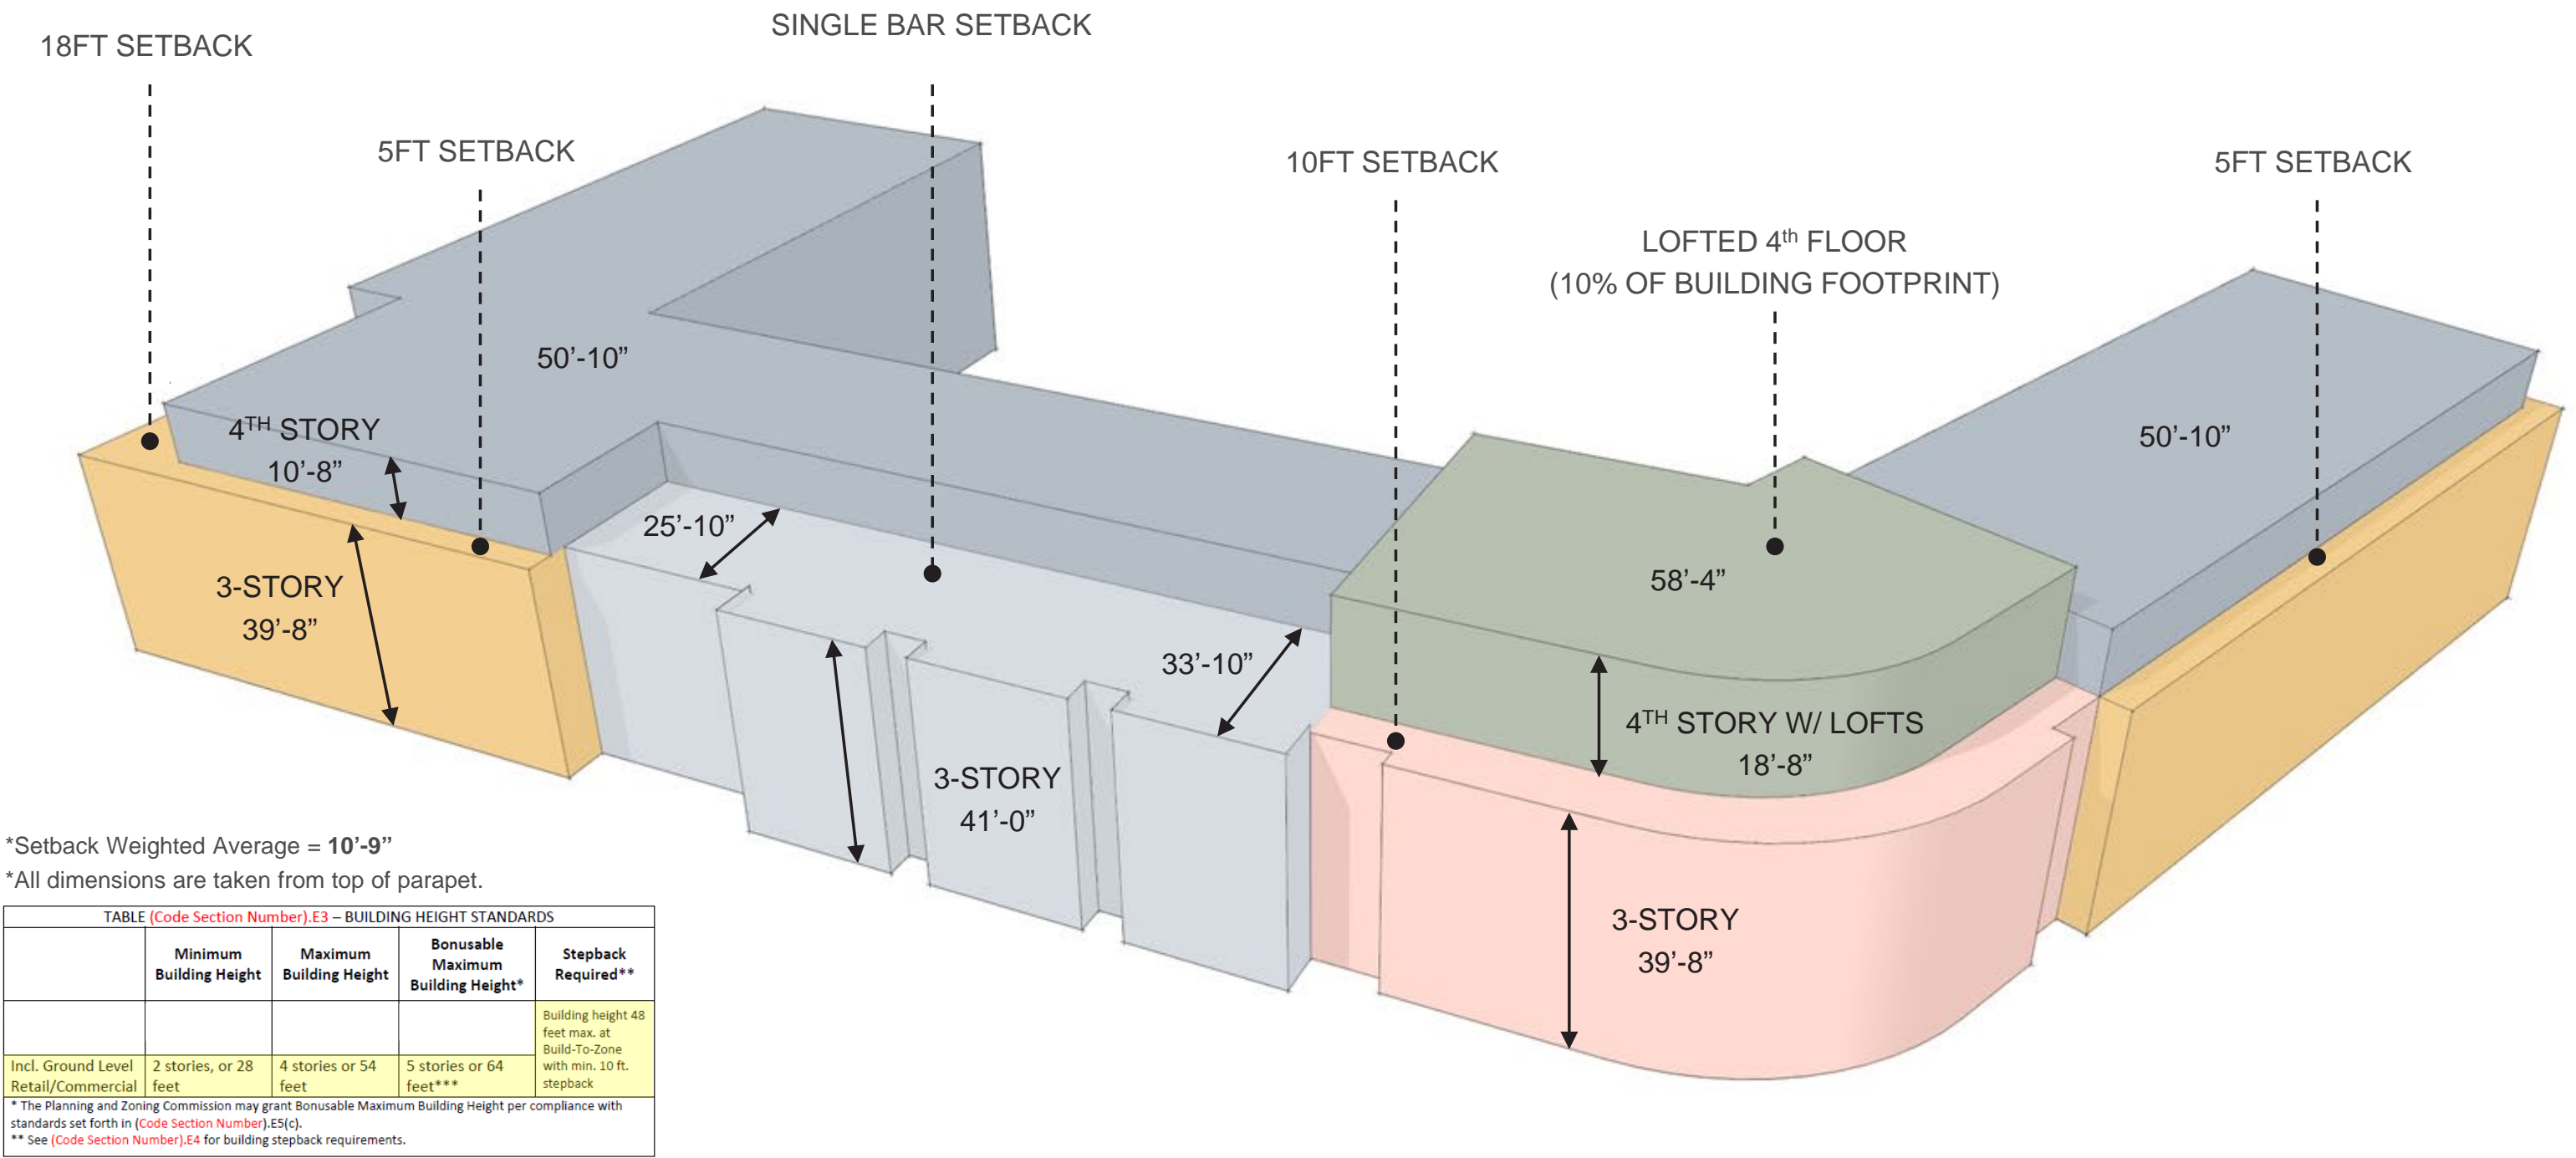 SINGLE BAR SETBACK
18FT SETBACK
5FT SETBACK
10FT SETBACK
5FT SETBACK
LOFTED 4th FLOOR
(10% OF BUILDING FOOTPRINT)
50’-10”
4TH STORY
10’-8”
50’-10”
25’-10”
58’-4”
3-STORY
39’-8”
33’-10”
4TH STORY W/ LOFTS
18’-8”
3-STORY
41’-0”
3-STORY
39’-8”
*Setback Weighted Average = 10’-9”
*All dimensions are taken from top of parapet.
TABLE (Code Section Number).E3 – BUILDING HEIGHT STANDARDS
Minimum
Building Height
Maximum
Building Height
Bonusable
Maximum
Building Height*
Stepback
Required**
Building height 48
feet max. at
Build-To-Zone
with min. 10 ft.
stepback
Incl. Ground Level
Retail/Commercial
2 stories, or 28
feet
4 stories or 54
feet
5 stories or 64
feet***
* The Planning and Zoning Commission may grant Bonusable Maximum Building Height per compliance with
standards set forth in (Code Section Number).E5(c).
** See (Code Section Number).E4 for building stepback requirements.